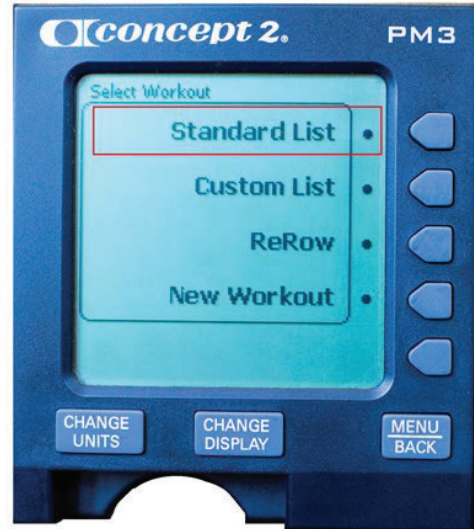 concept 2.
PM3
Select Workout
Standard List
Custom List
ReRow
New Workout
CHANGE
UNITS
CHANGE
DISPLAY
MENU
BACK